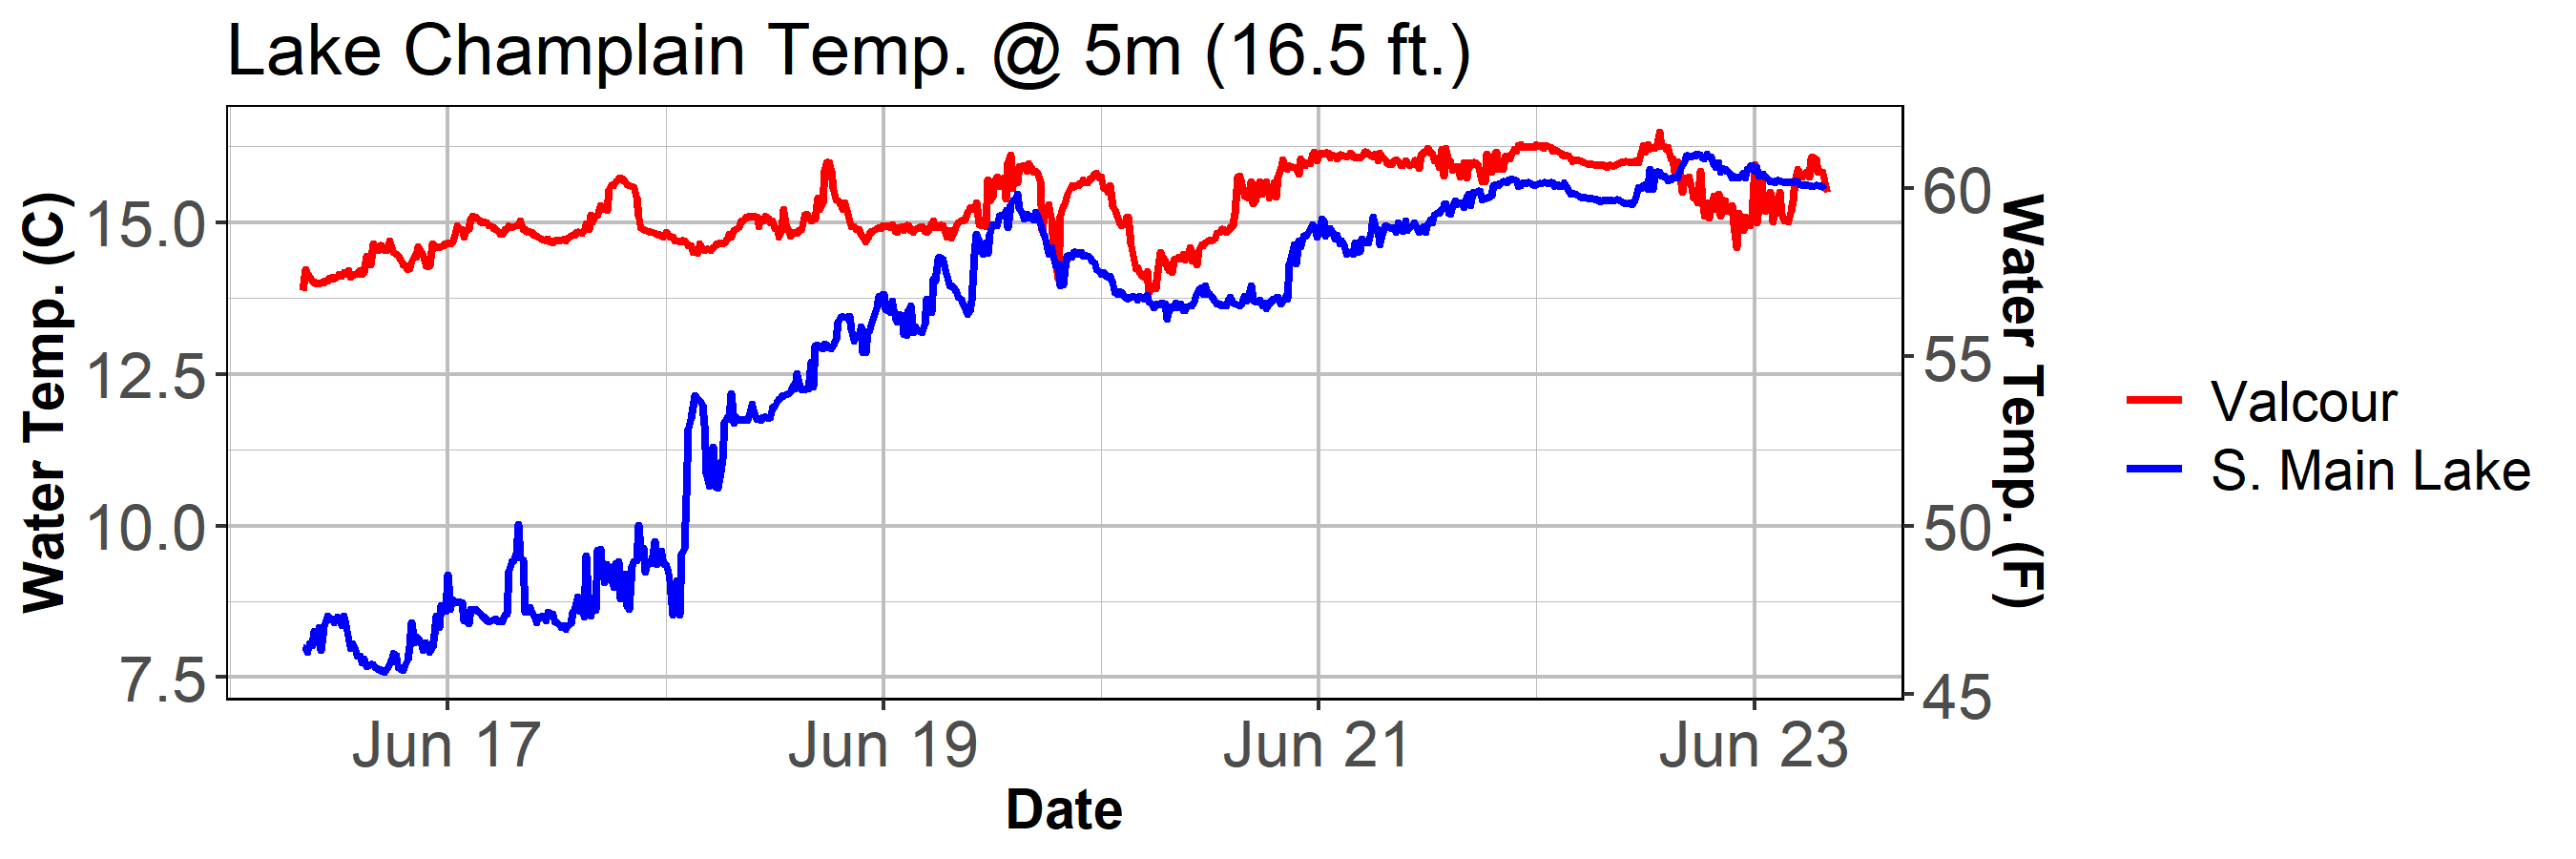 Lake Champlain Temp. @ 5m (16.5 ft.)
Water Temp. (C)
15.0
12.5
10.0
7.5
60
55
50
45
Water Temp. (F)
Jun 17 Jun 19 Jun 21 Jun 23
Date
Valcour
S. Main Lake